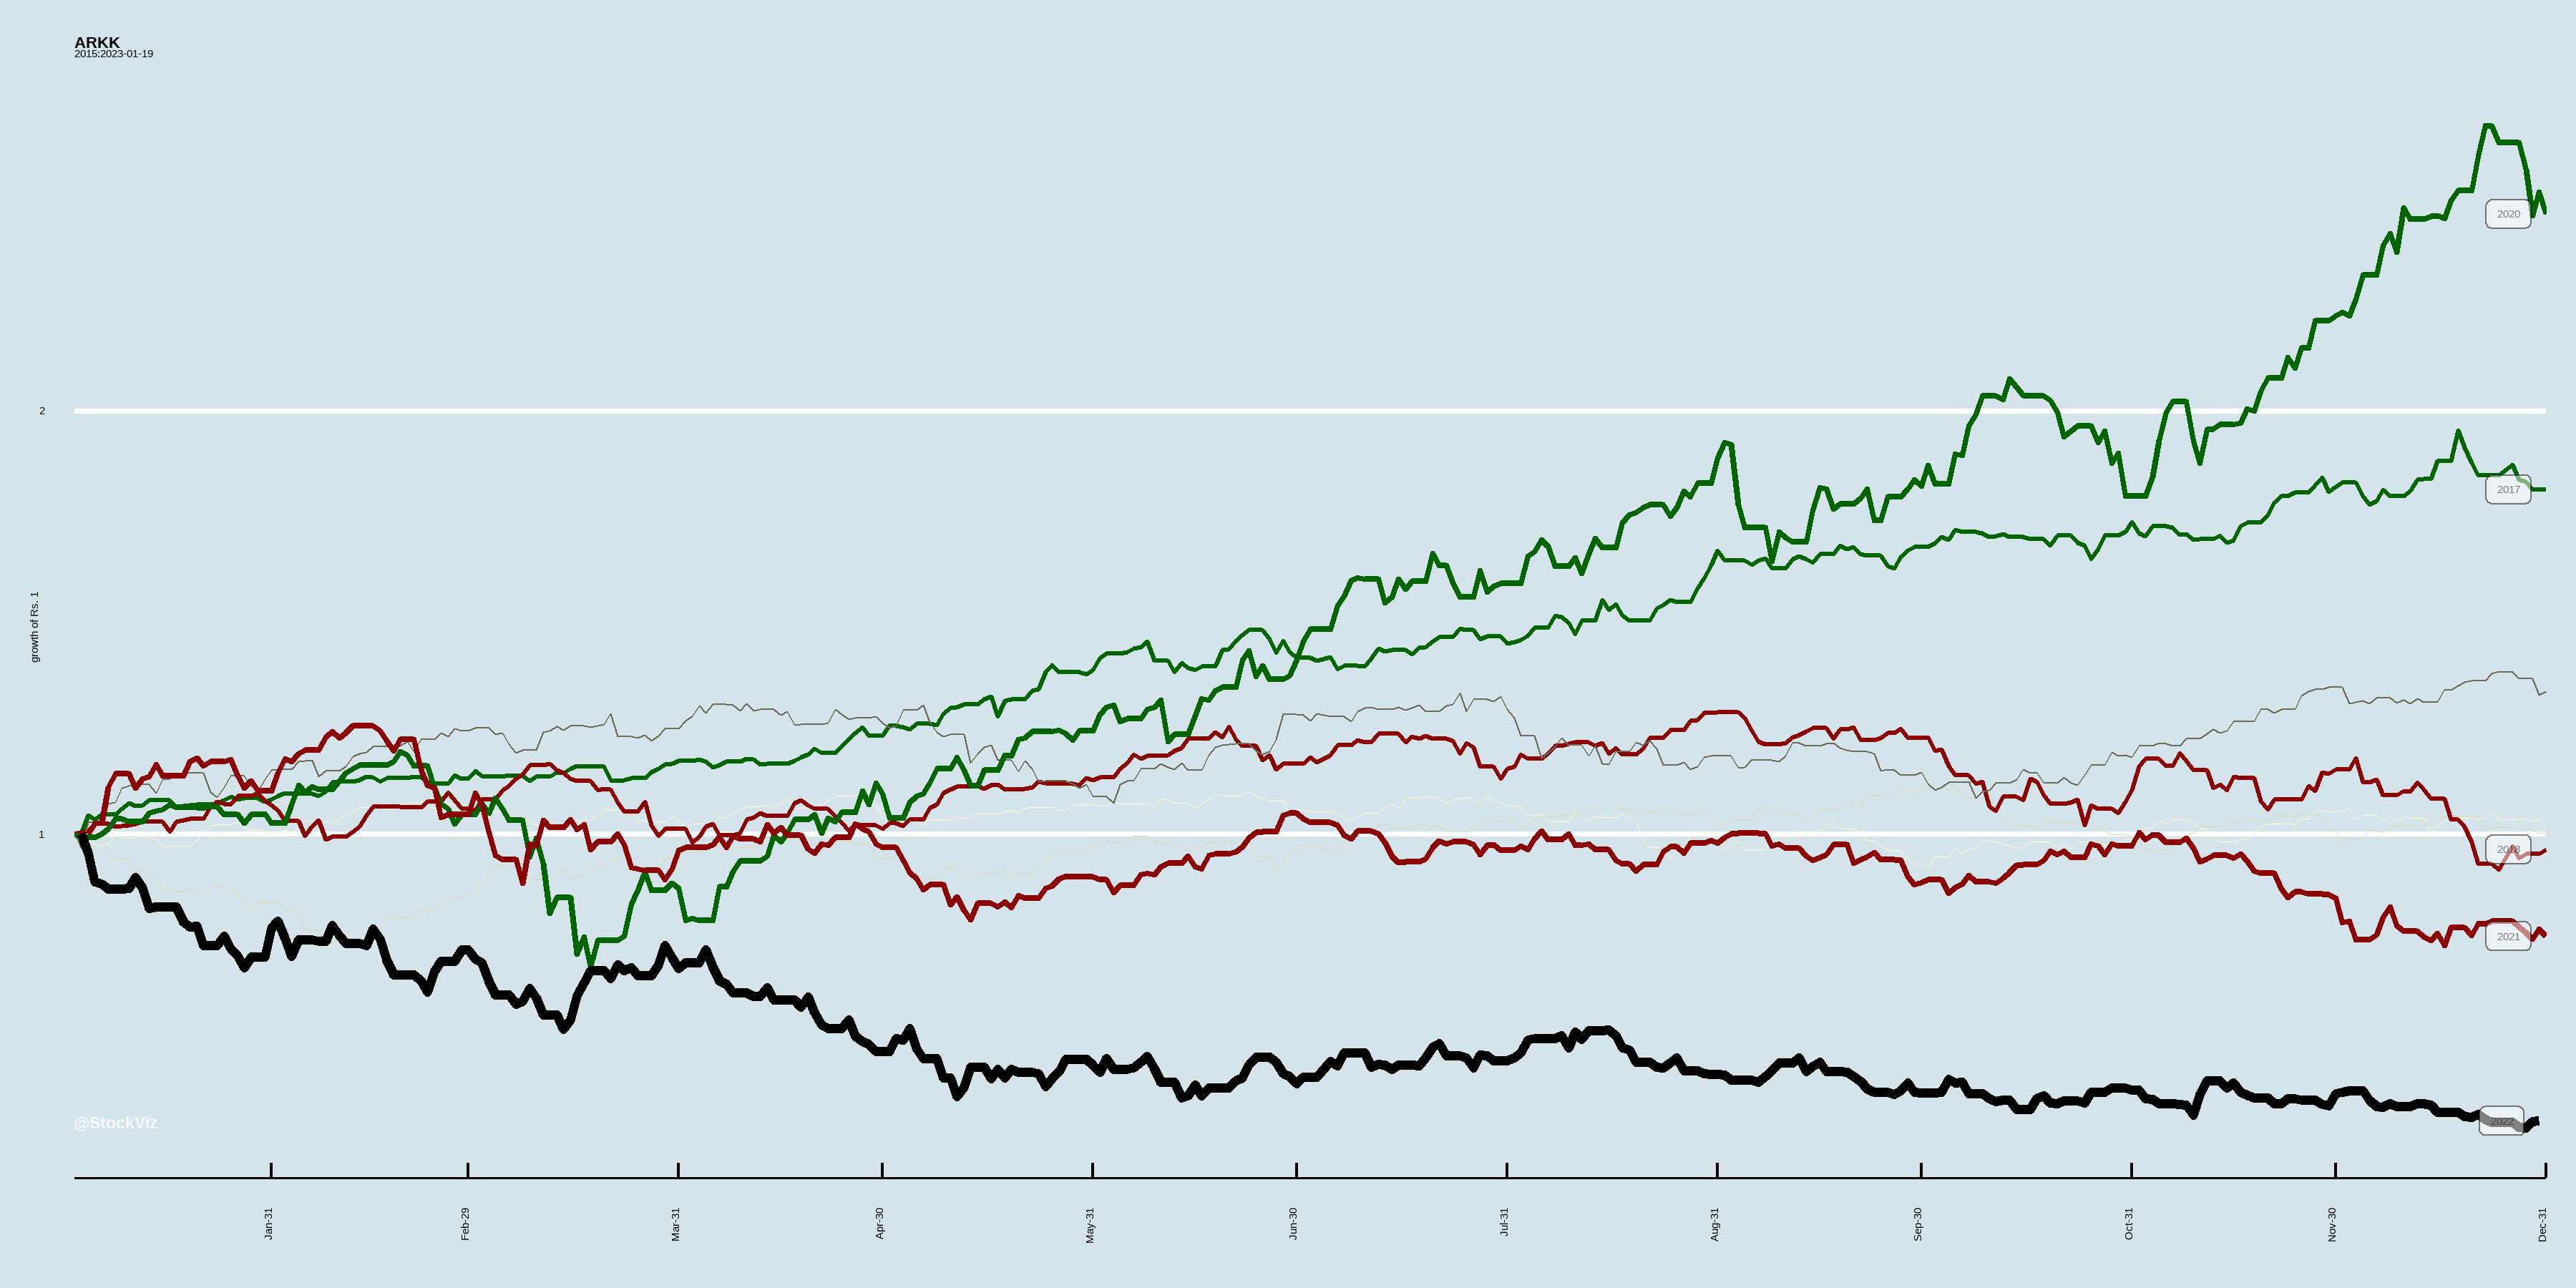 ARKK
2015:2023-01-19
2020
2
2017
growth of Rs. 1
1
2018
2021
@StockViz
2022
Jan-31
Feb-29
Mar-31
Apr-30
May-31
Jun-30
Jul-31
Aug-31
Sep-30
Oct-31
Nov-30
Dec-31